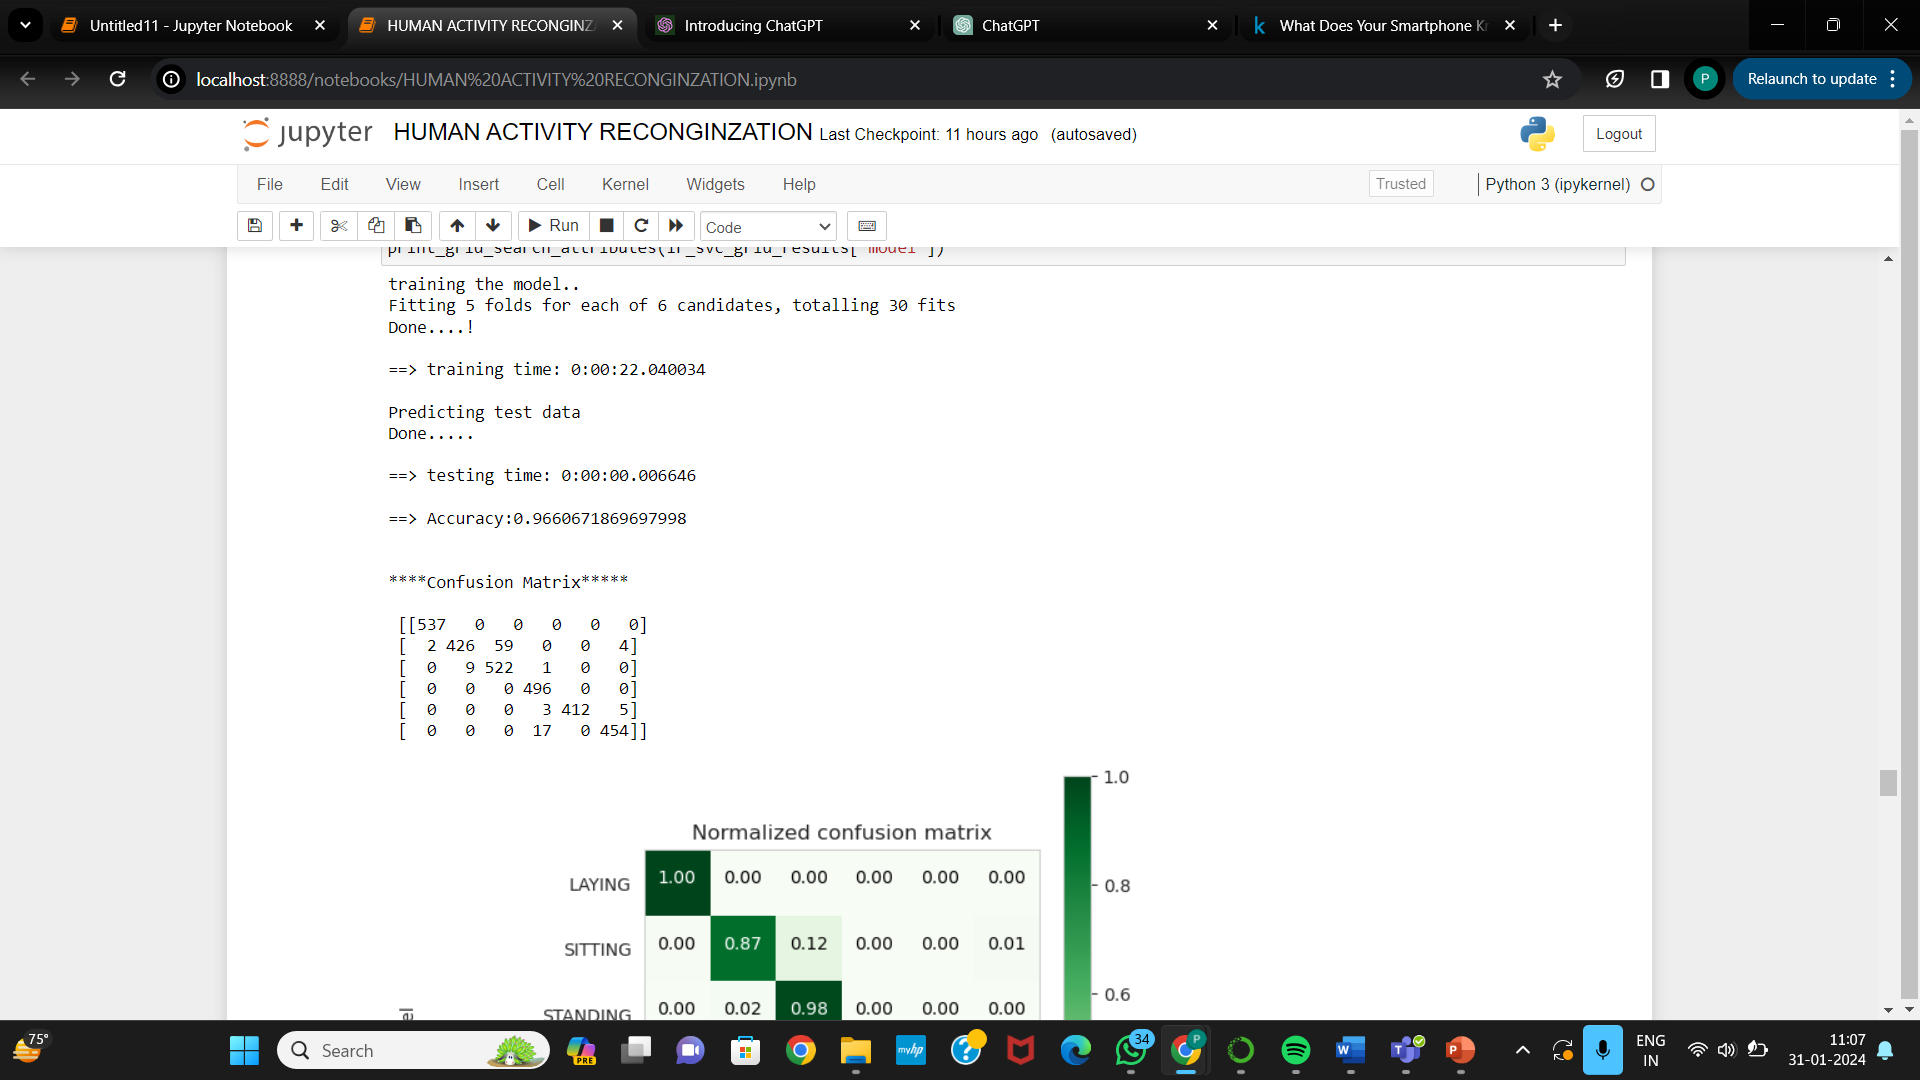 Untitled11 - Jupyter Notebook
HUMAN ACTIVITY RECONGINZA
Introducing ChatGPT
ChatGPT
What Does Your Smartphone Kn
localhost:8888/notebooks/HUMAN%20ACTIVITY%20RECONGINZATION.ipynb
P
Relaunch to update
jupyter
HUMAN ACTIVITY RECONGINZATION Last Checkpoint: 11 hours ago (autosaved)
Logout
File Edit View Insert Cell Kernel Widgets Help
Trusted
Python 3 (ipykernel)
Run
Code
print_grid_search_attributes(lr_svc_grid_results['model'])
training the model..
Fitting 5 folds for each of 6 candidates, totalling 30 fits
Done....!
==> training time: 0:00:22.040034
Predicting test data
Done.....
==> testing time: 0:00:00.006646
==> Accuracy:0.9660671869697998
****Confusion Matrix*****
[[537 0 0 0 0 0]
[ 2 426 59 0 0 4]
[ 0 9 522 1 0 0]
[ 0 0 0 496 0 0]
[ 0 0 0 3 412 5]
[ 0 0 0 17 0 454]]
Normalized confusion matrix
LAYING 1.00 0.00 0.00 0.00 0.00 0.00
SITTING 0.00 0.87 0.12 0.00 0.00 0.01
STANDING 0.00 0.02 0.98 0.00 0.00 0.00
1.0
0.8
0.6
75°
Search
PRE
myhp
34
P
ENG
IN
11:07
31-01-2024